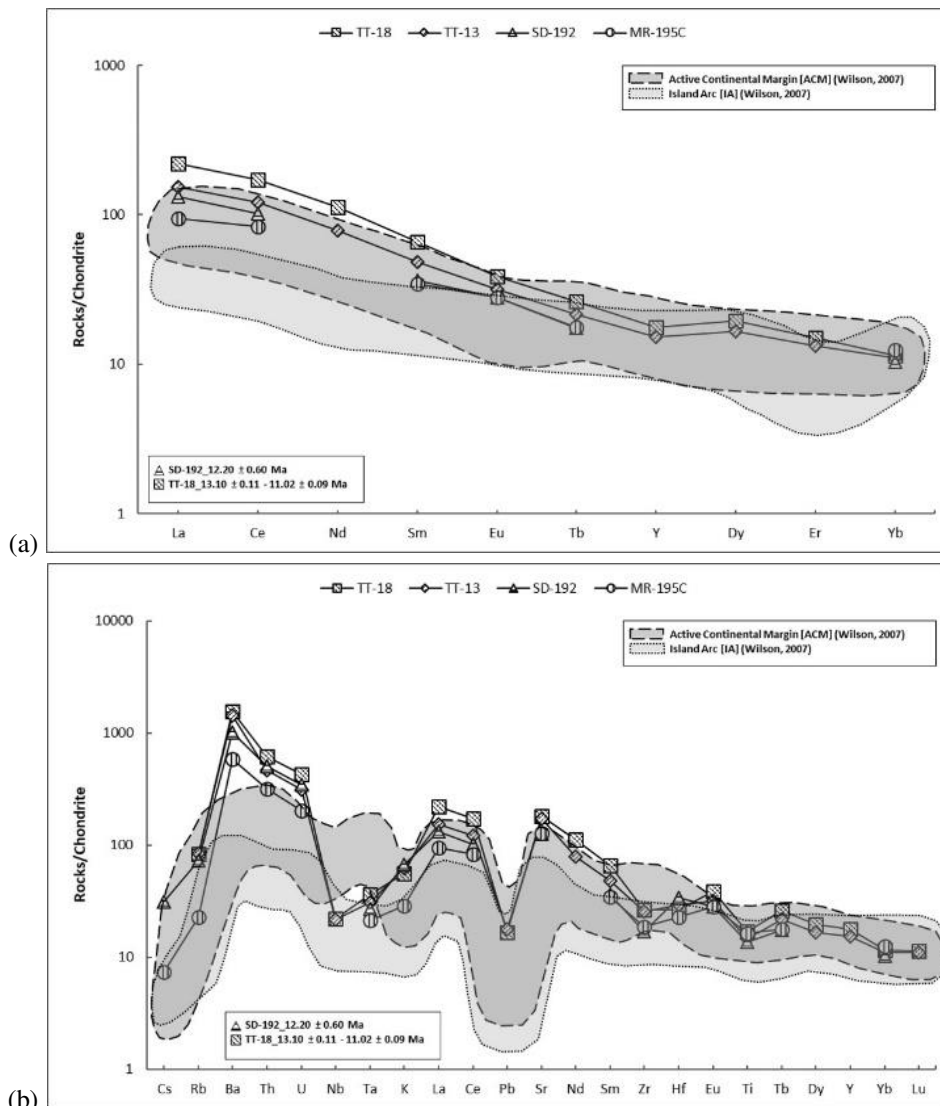 TT-18 TT-13 SD-192 MR-195C
1000
Active Continental Margin [ACM] (Wilson, 2007)
Island Arc [IA] (Wilson, 2007)
100
Rocks/Chondrite
10
SD-192_12.20 ± 0.60 Ma
TT-18_13.10 ± 0.11 - 11.02 ± 0.09 Ma
1
La Ce Nd Sm Eu Tb Y Dy Er Yb
(a)
TT-18 TT-13 SD-192 MR-195C
10000
Active Continental Margin [ACM] (Wilson, 2007)
Island Arc [IA] (Wilson, 2007)
1000
Rocks/Chondrite
100
10
SD-192_12.20 ± 0.60 Ma
TT-18_13.10 ± 0.11 - 11.02 ± 0.09 Ma
1
Cs Rb Ba Th U Nb Ta K La Ce Pb Sr Nd Sm Zr Hf Eu Ti Tb Dy Y Yb Lu
(b)